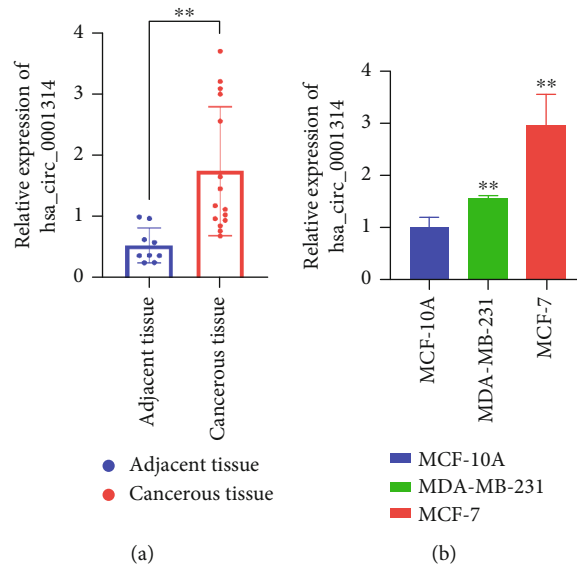 Relative expression of
hsa_circ_0001314
4
3
2
1
0
**
Adjacent tissue
Cancerous tissue
Adjacent tissue
Cancerous tissue
(a)
Relative expression of
hsa_circ_0001314
4
3
2
1
0
**
**
MCF-10A
MDA-MB-231
MCF-7
MCF-10A
MDA-MB-231
MCF-7
(b)